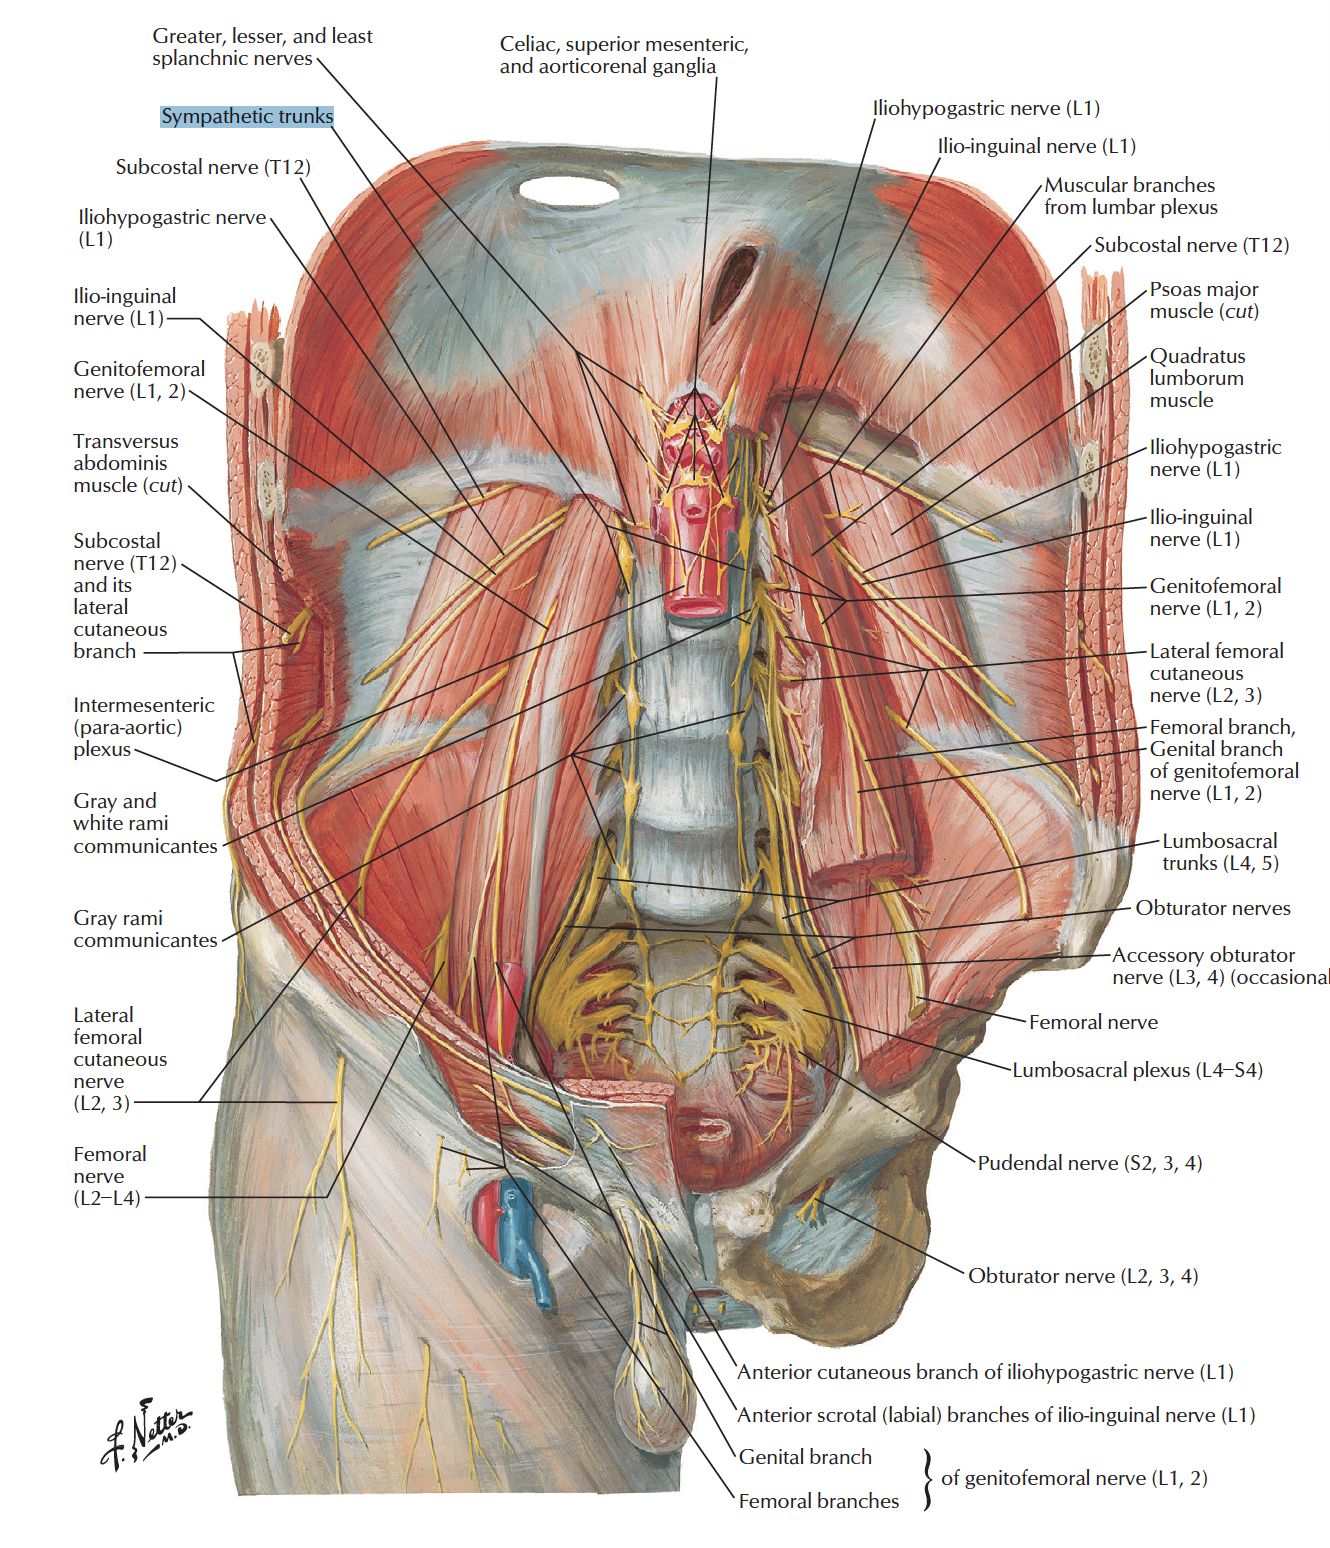 Greater, lesser, and least
splanchnic nerves
Sympathetic trunks
Subcostal nerve (T12)
Iliohypogastric nerve
(L1)
Ilio-inguinal
nerve (L1)
Genitofemoral
nerve (L1, 2)
Transversus
abdominis
muscle (cut)
Subcostal
nerve (T12)
and its
lateral
cutaneous
branch
Intermesenteric
(para-aortic)
plexus
Gray and
white rami
communicantes
Gray rami
communicantes
Lateral
femoral
cutaneous
nerve
(L2, 3)
Femoral
nerve
(L2–L4)
Celiac, superior mesenteric,
and aorticorenal ganglia
Iliohypogastric nerve (L1)
Ilio-inguinal nerve (L1)
Muscular branches
from lumbar plexus
Subcostal nerve (T12)
Psoas major
muscle (cut)
Quadratus
lumborum
muscle
Iliohypogastric
nerve (L1)
Ilio-inguinal
nerve (L1)
Genitofemoral
nerve (L1, 2)
Lateral femoral
cutaneous
nerve (L2, 3)
Femoral branch,
Genital branch
of genitofemoral
nerve (L1, 2)
Lumbosacral
trunks (L4, 5)
Obturator nerves
Accessory obturator
nerve (L3, 4) (occasional
Femoral nerve
Lumbosacral plexus (L4–S4)
Pudendal nerve (S2, 3, 4)
Obturator nerve (L2, 3, 4)
Anterior cutaneous branch of iliohypogastric nerve (L1)
Anterior scrotal (labial) branches of ilio-inguinal nerve (L1)
Genital branch
Femoral branches
of genitofemoral nerve (L1, 2)
F. Netter
M.D.